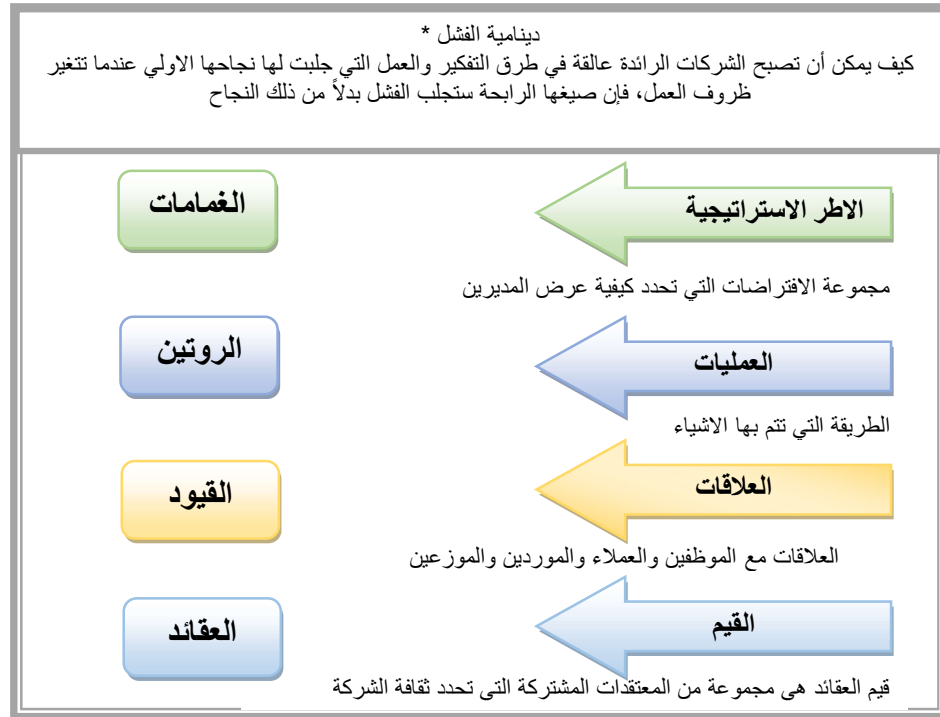 دينامية الفشل *
كيف يمكن أن تصبح الشركات الرائدة عالقة في طرق التفكير والعمل التي جلبت لها نجاحها الاولي عندما تتغير
ظروف العمل، فإن صيغها الرابحة ستجلب الفشل بدلاً من ذلك النجاح
الاطر الاستراتيجية
الغمامات
مجموعة الافتراضات التي تحدد كيفية عرض المديرين
العمليات
الروتين
الطريقة التي تتم بها الاشياء
العلاقات
القيود
العلاقات مع الموظفين والعملاء والموردين والموزعين
القيم
العقائد
قيم العقائد هى مجموعة من المعتقدات المشتركة التى تحدد ثقافة الشركة